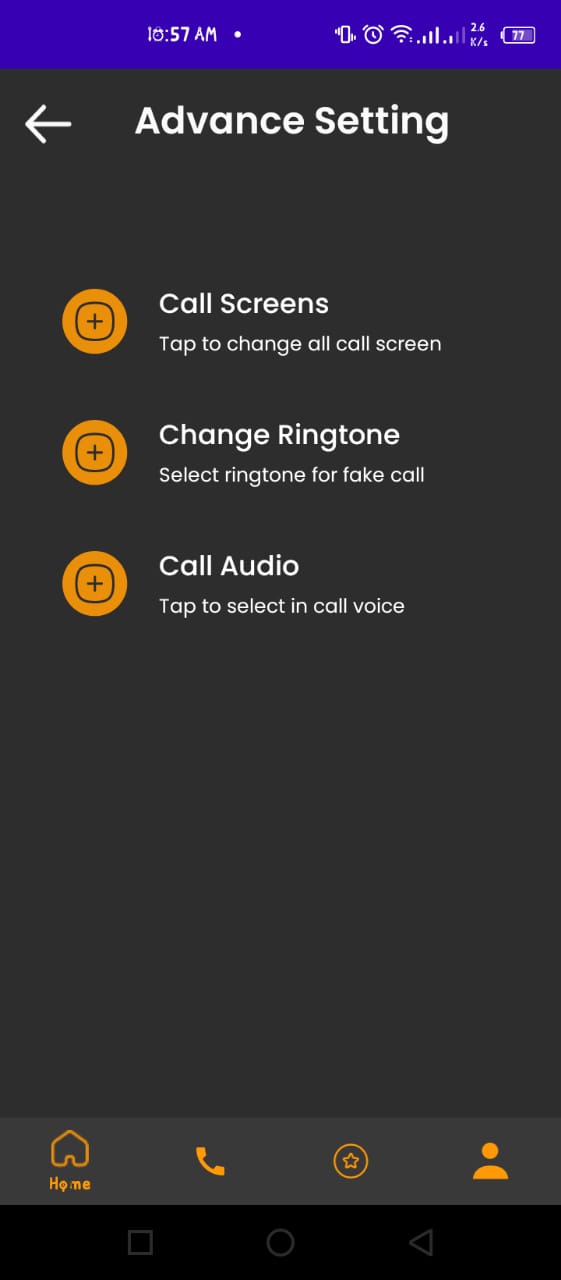 10:57 AM
2.6
K/s
77
Advance Setting
Call Screens
Tap to change all call screen
Change Ringtone
Select ringtone for fake call
Call Audio
Tap to select in call voice
Home